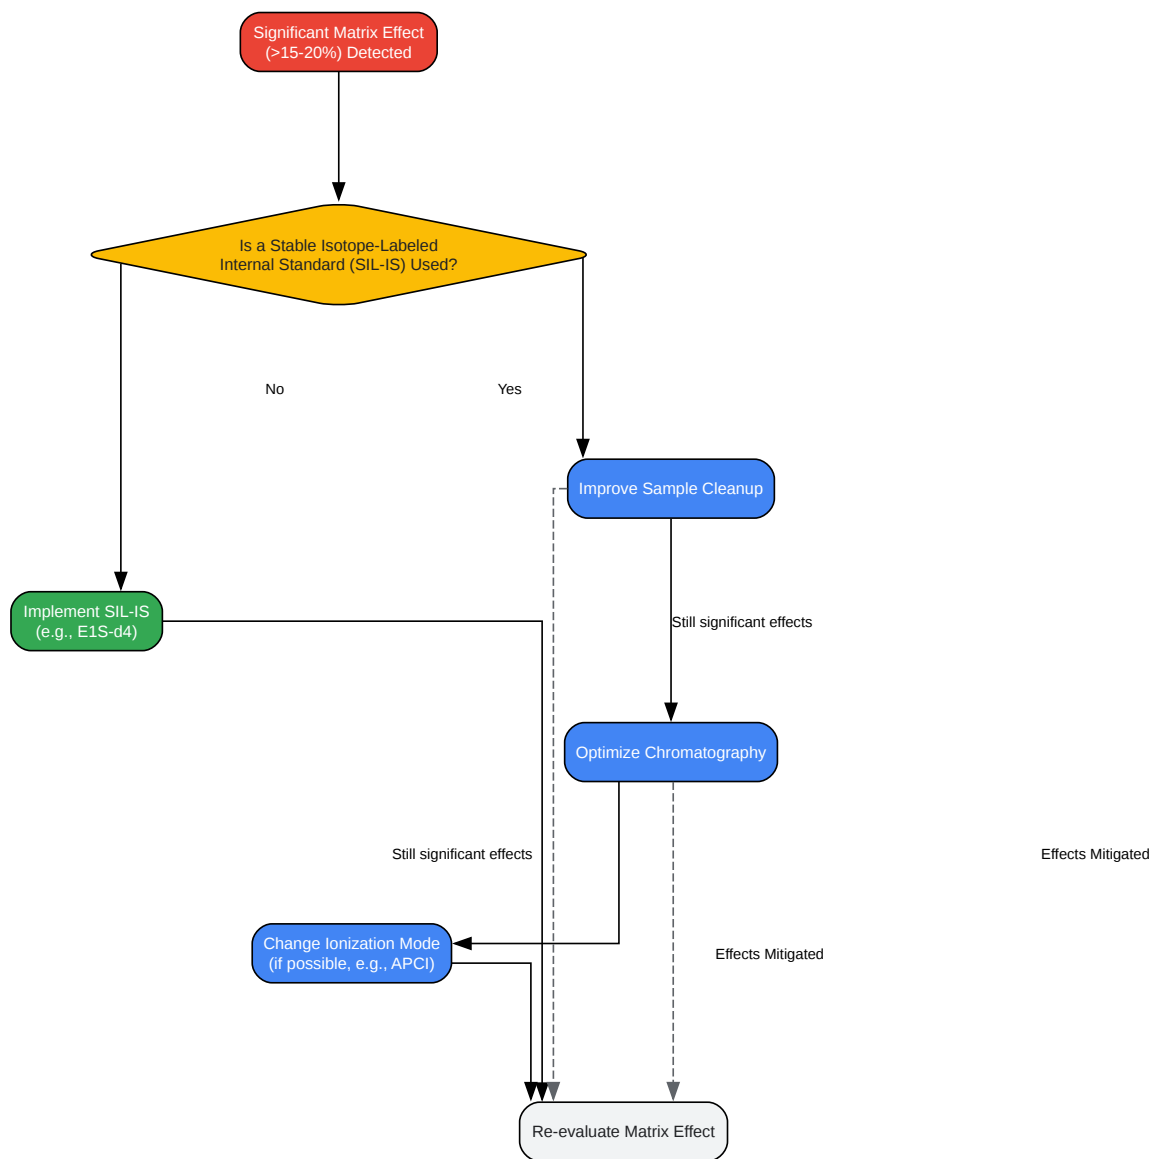 Significant Matrix Effect
(>15-20%) Detected
Is a Stable Isotope-Labeled
Internal Standard (SIL-IS) Used?
No
Yes
Improve Sample Cleanup
Implement SIL-IS
(e.g., E1S-d4)
Still significant effects
Optimize Chromatography
Still significant effects
Effects Mitigated
Change Ionization Mode
(if possible, e.g., APCI)
Effects Mitigated
Re-evaluate Matrix Effect